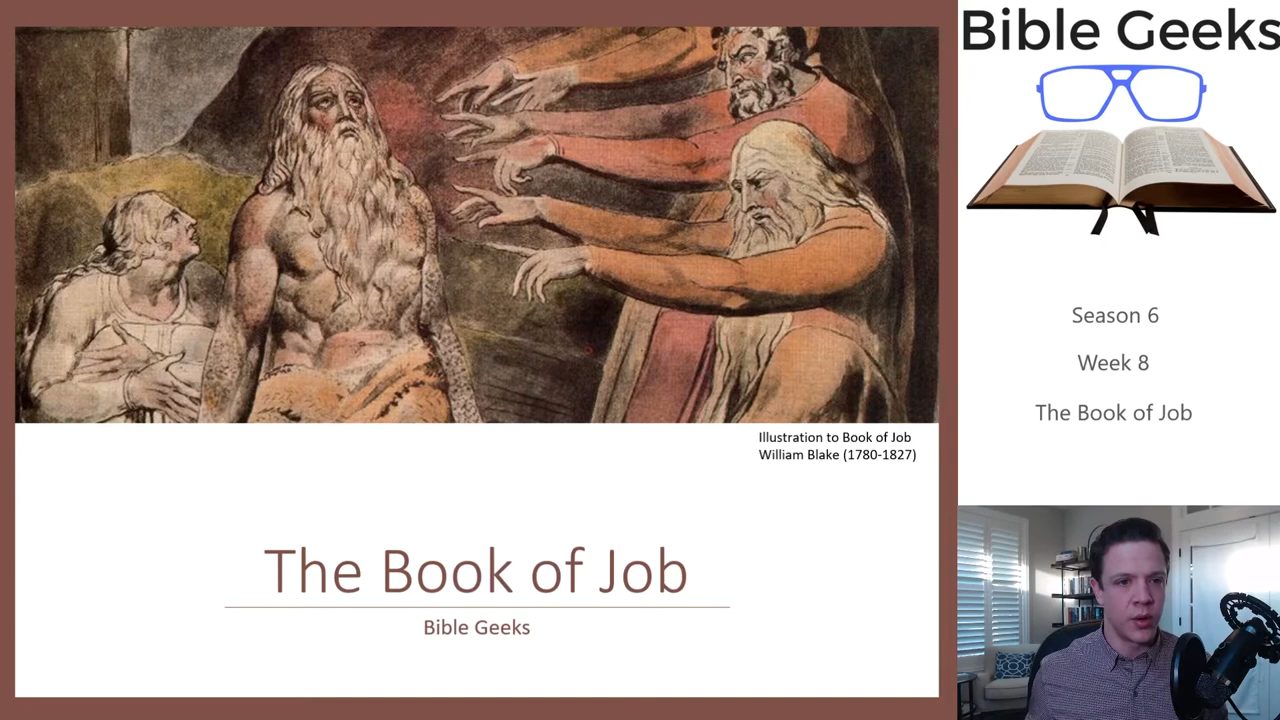 Illustration to Book of Job
William Blake (1780-1827)
The Book of Job
Bible Geeks
Bible Geeks
Season 6
Week 8
The Book of Job